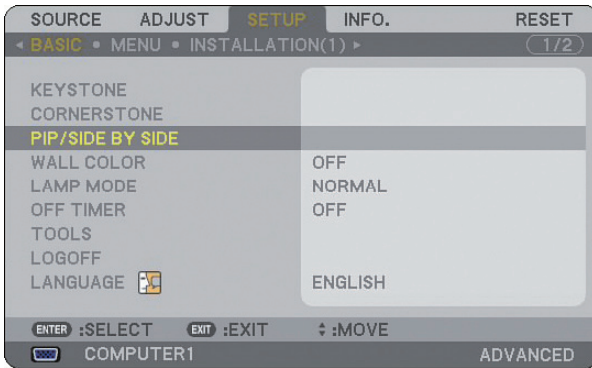 SOURCE ADJUST SETUP INFO. RESET
◂ BASIC • MENU • INSTALLATION(1) ▸ 1/2
KEYSTONE
CORNERSTONE
PIP/SIDE BY SIDE
WALL COLOR OFF
LAMP MODE NORMAL
OFF TIMER OFF
TOOLS
LOGOFF
LANGUAGE ENGLISH
ENTER :SELECT EXIT :EXIT :MOVE
COMPUTER1 ADVANCED